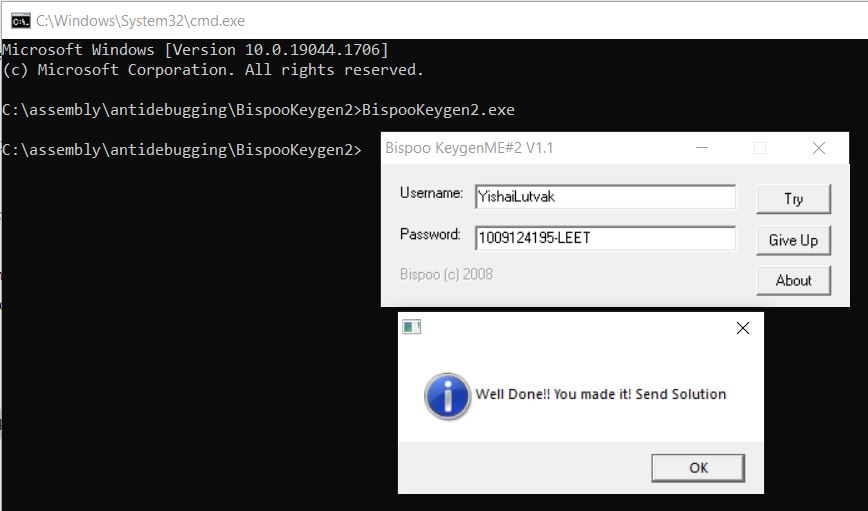 C:\Windows\System32\cmd.exe
Microsoft Windows [Version 10.0.19044.1706]
(c) Microsoft Corporation. All rights reserved.
C:\assembly\antidebugging\BispooKeygen2>BispooKeygen2.exe
C:\assembly\antidebugging\BispooKeygen2>
Bispoo KeygenME#2 V1.1
Username: YishaiLutvak Try
Password: 1009124195-LEET Give Up
Bispoo (c) 2008 About
Well Done!! You made it! Send Solution
OK